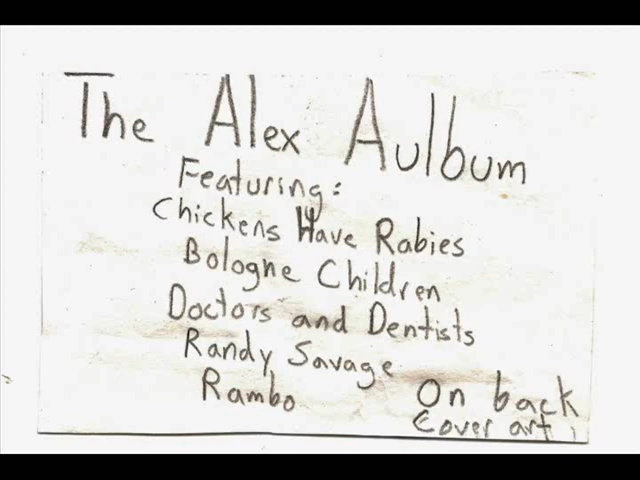 The Alex Aulbum
Featuring:
Chickens Have Rabies
Bologne Children
Doctors and Dentists
Randy Savage
Rambo
On back
Cover art